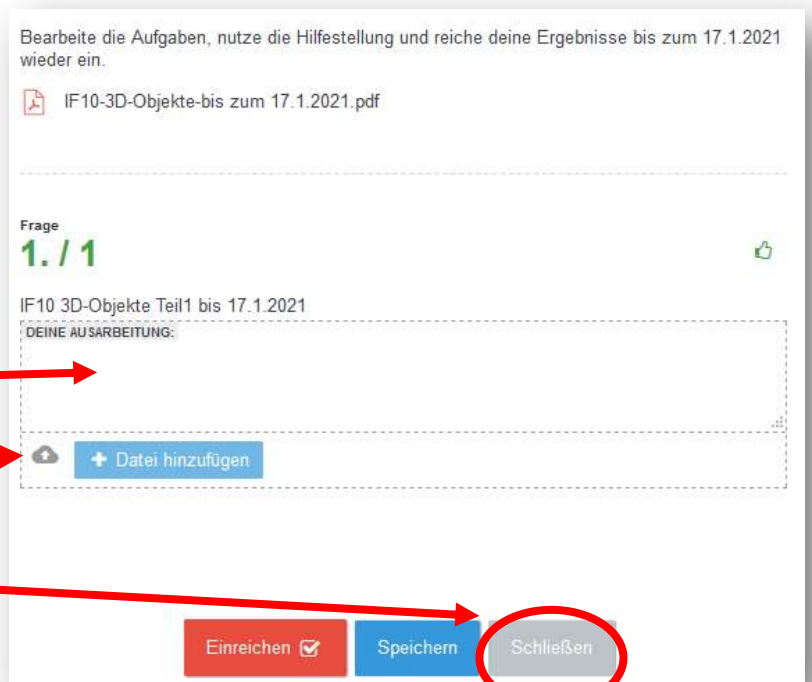 Bearbeite die Aufgaben, nutze die Hilfestellung und reiche deine Ergebnisse bis zum 17.1.2021
wieder ein.
IF10-3D-Objekte-bis zum 17.1.2021.pdf
Frage
1. / 1
IF10 3D-Objekte Teil1 bis 17.1.2021
DEINE AUSARBEITUNG:
+ Datei hinzufügen
Einreichen Speichern Schließen